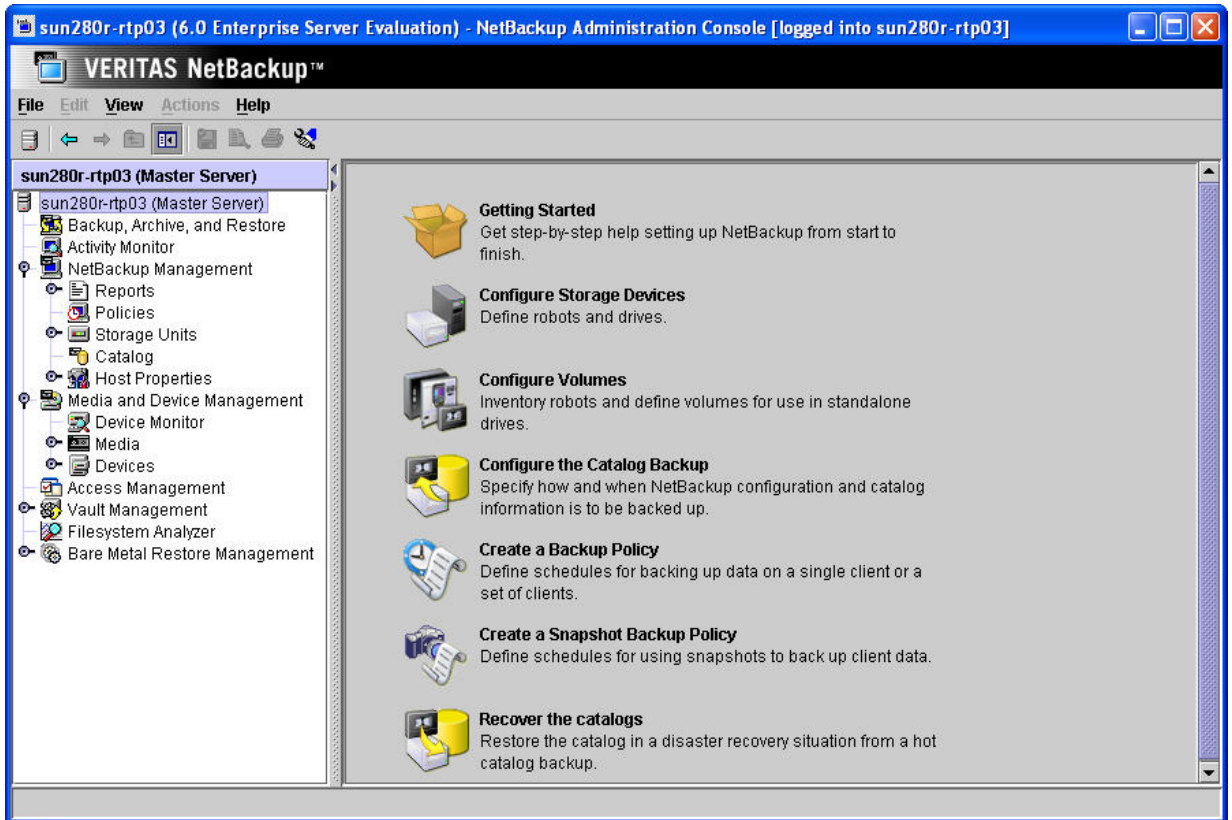 sun280r-rtp03 (6.0 Enterprise Server Evaluation) - NetBackup Administration Console [logged into sun280r-rtp03]
VERITAS NetBackup™
File Edit View Actions Help
sun280r-rtp03 (Master Server)
sun280r-rtp03 (Master Server)
Backup, Archive, and Restore
Activity Monitor
NetBackup Management
Reports
Policies
Storage Units
Catalog
Host Properties
Media and Device Management
Device Monitor
Media
Devices
Access Management
Vault Management
Filesystem Analyzer
Bare Metal Restore Management
Getting Started
Get step-by-step help setting up NetBackup from start to
finish.
Configure Storage Devices
Define robots and drives.
Configure Volumes
Inventory robots and define volumes for use in standalone
drives.
Configure the Catalog Backup
Specify how and when NetBackup configuration and catalog
information is to be backed up.
Create a Backup Policy
Define schedules for backing up data on a single client or a
set of clients.
Create a Snapshot Backup Policy
Define schedules for using snapshots to back up client data.
Recover the catalogs
Restore the catalog in a disaster recovery situation from a hot
catalog backup.